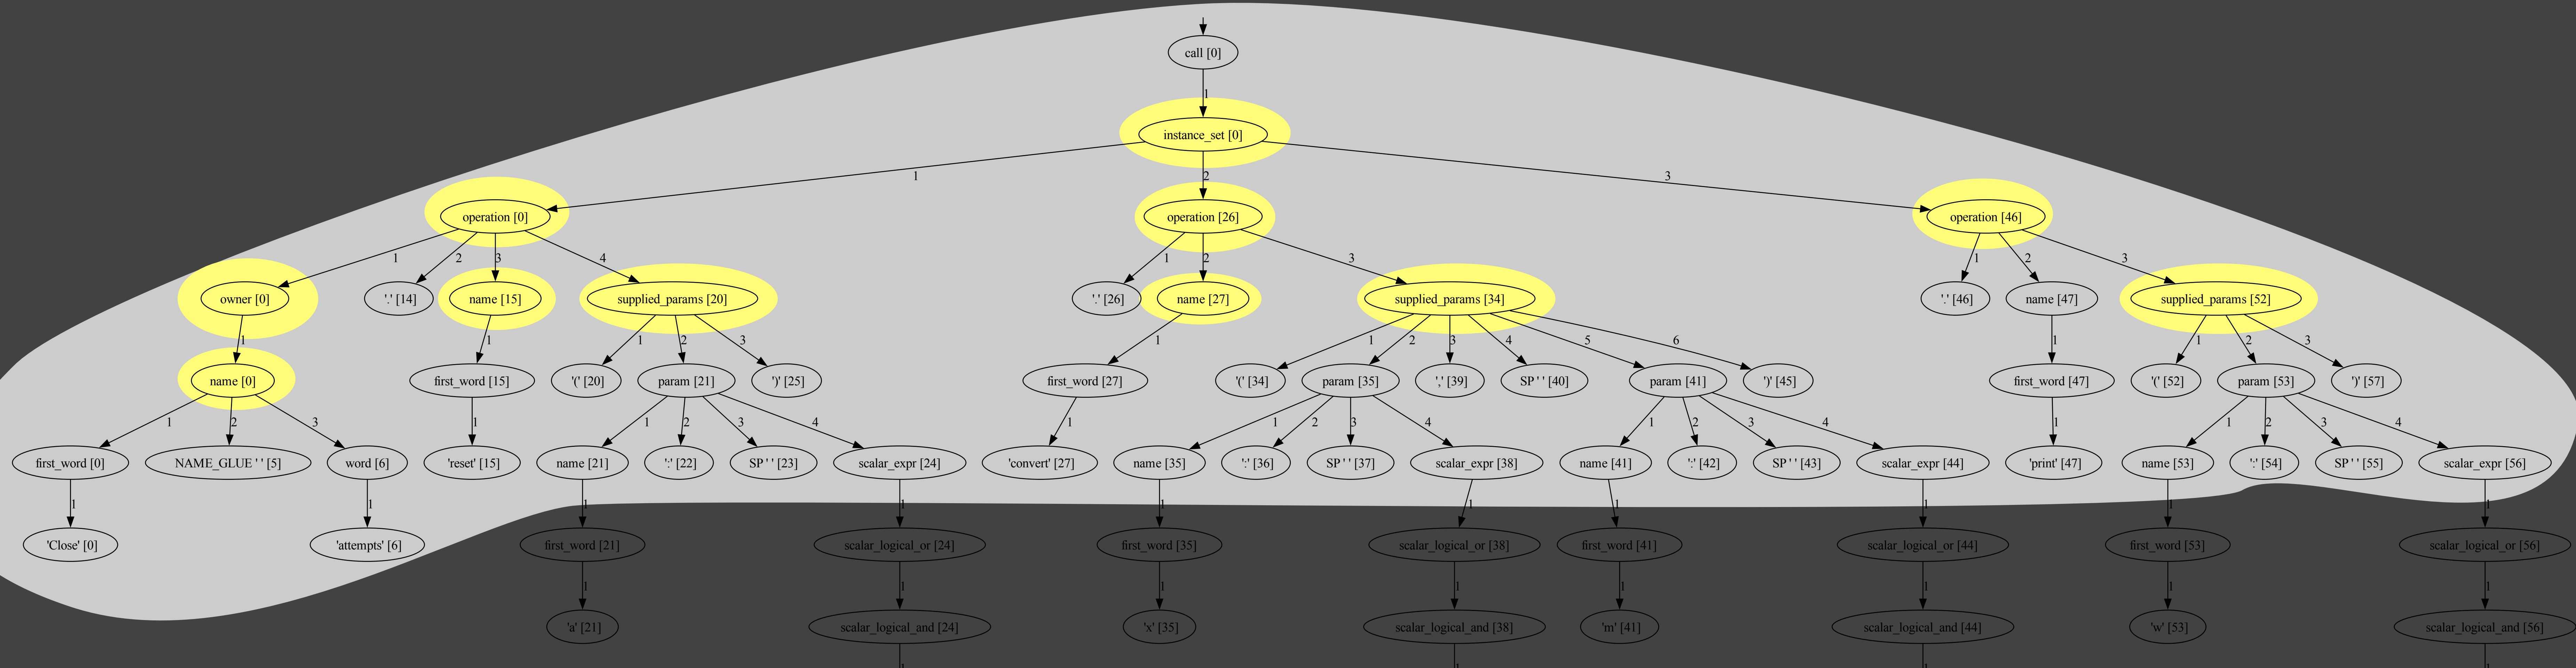 call [0]
1
instance_set [0]
1 2 3
operation [0] operation [26] operation [46]
1 2 3 4 1 2 3 1 2 3
owner [0] '.' [14] name [15] supplied_params [20] '.' [26] name [27] supplied_params [34] '.' [46] name [47] supplied_params [52]
1 1 1 2 3 1 1 2 3 4 5 6 1 1 2 3
name [0] first_word [15] '(' [20] param [21] ')' [25] first_word [27] '(' [34] param [35] ',' [39] SP ' ' [40] param [41] ')' [45] first_word [47] '(' [52] param [53] ')' [57]
1 2 3 1 1 2 3 4 1 1 2 3 4 1 2 3 4 1 1 2 3 4
first_word [0] NAME_GLUE ' ' [5] word [6] 'reset' [15] name [21] ':' [22] SP ' ' [23] scalar_expr [24] 'convert' [27] name [35] ':' [36] SP ' ' [37] scalar_expr [38] name [41] ':' [42] SP ' ' [43] scalar_expr [44] 'print' [47] name [53] ':' [54] SP ' ' [55] scalar_expr [56]
1 1 1 1 1 1 1 1 1 1
'Close' [0] 'attempts' [6] first_word [21] scalar_logical_or [24] first_word [35] scalar_logical_or [38] first_word [41] scalar_logical_or [44] first_word [53] scalar_logical_or [56]
1 1 1 1 1 1 1 1
'a' [21] scalar_logical_and [24] 'x' [35] scalar_logical_and [38] 'm' [41] scalar_logical_and [44] 'w' [53] scalar_logical_and [56]
1 1 1 1